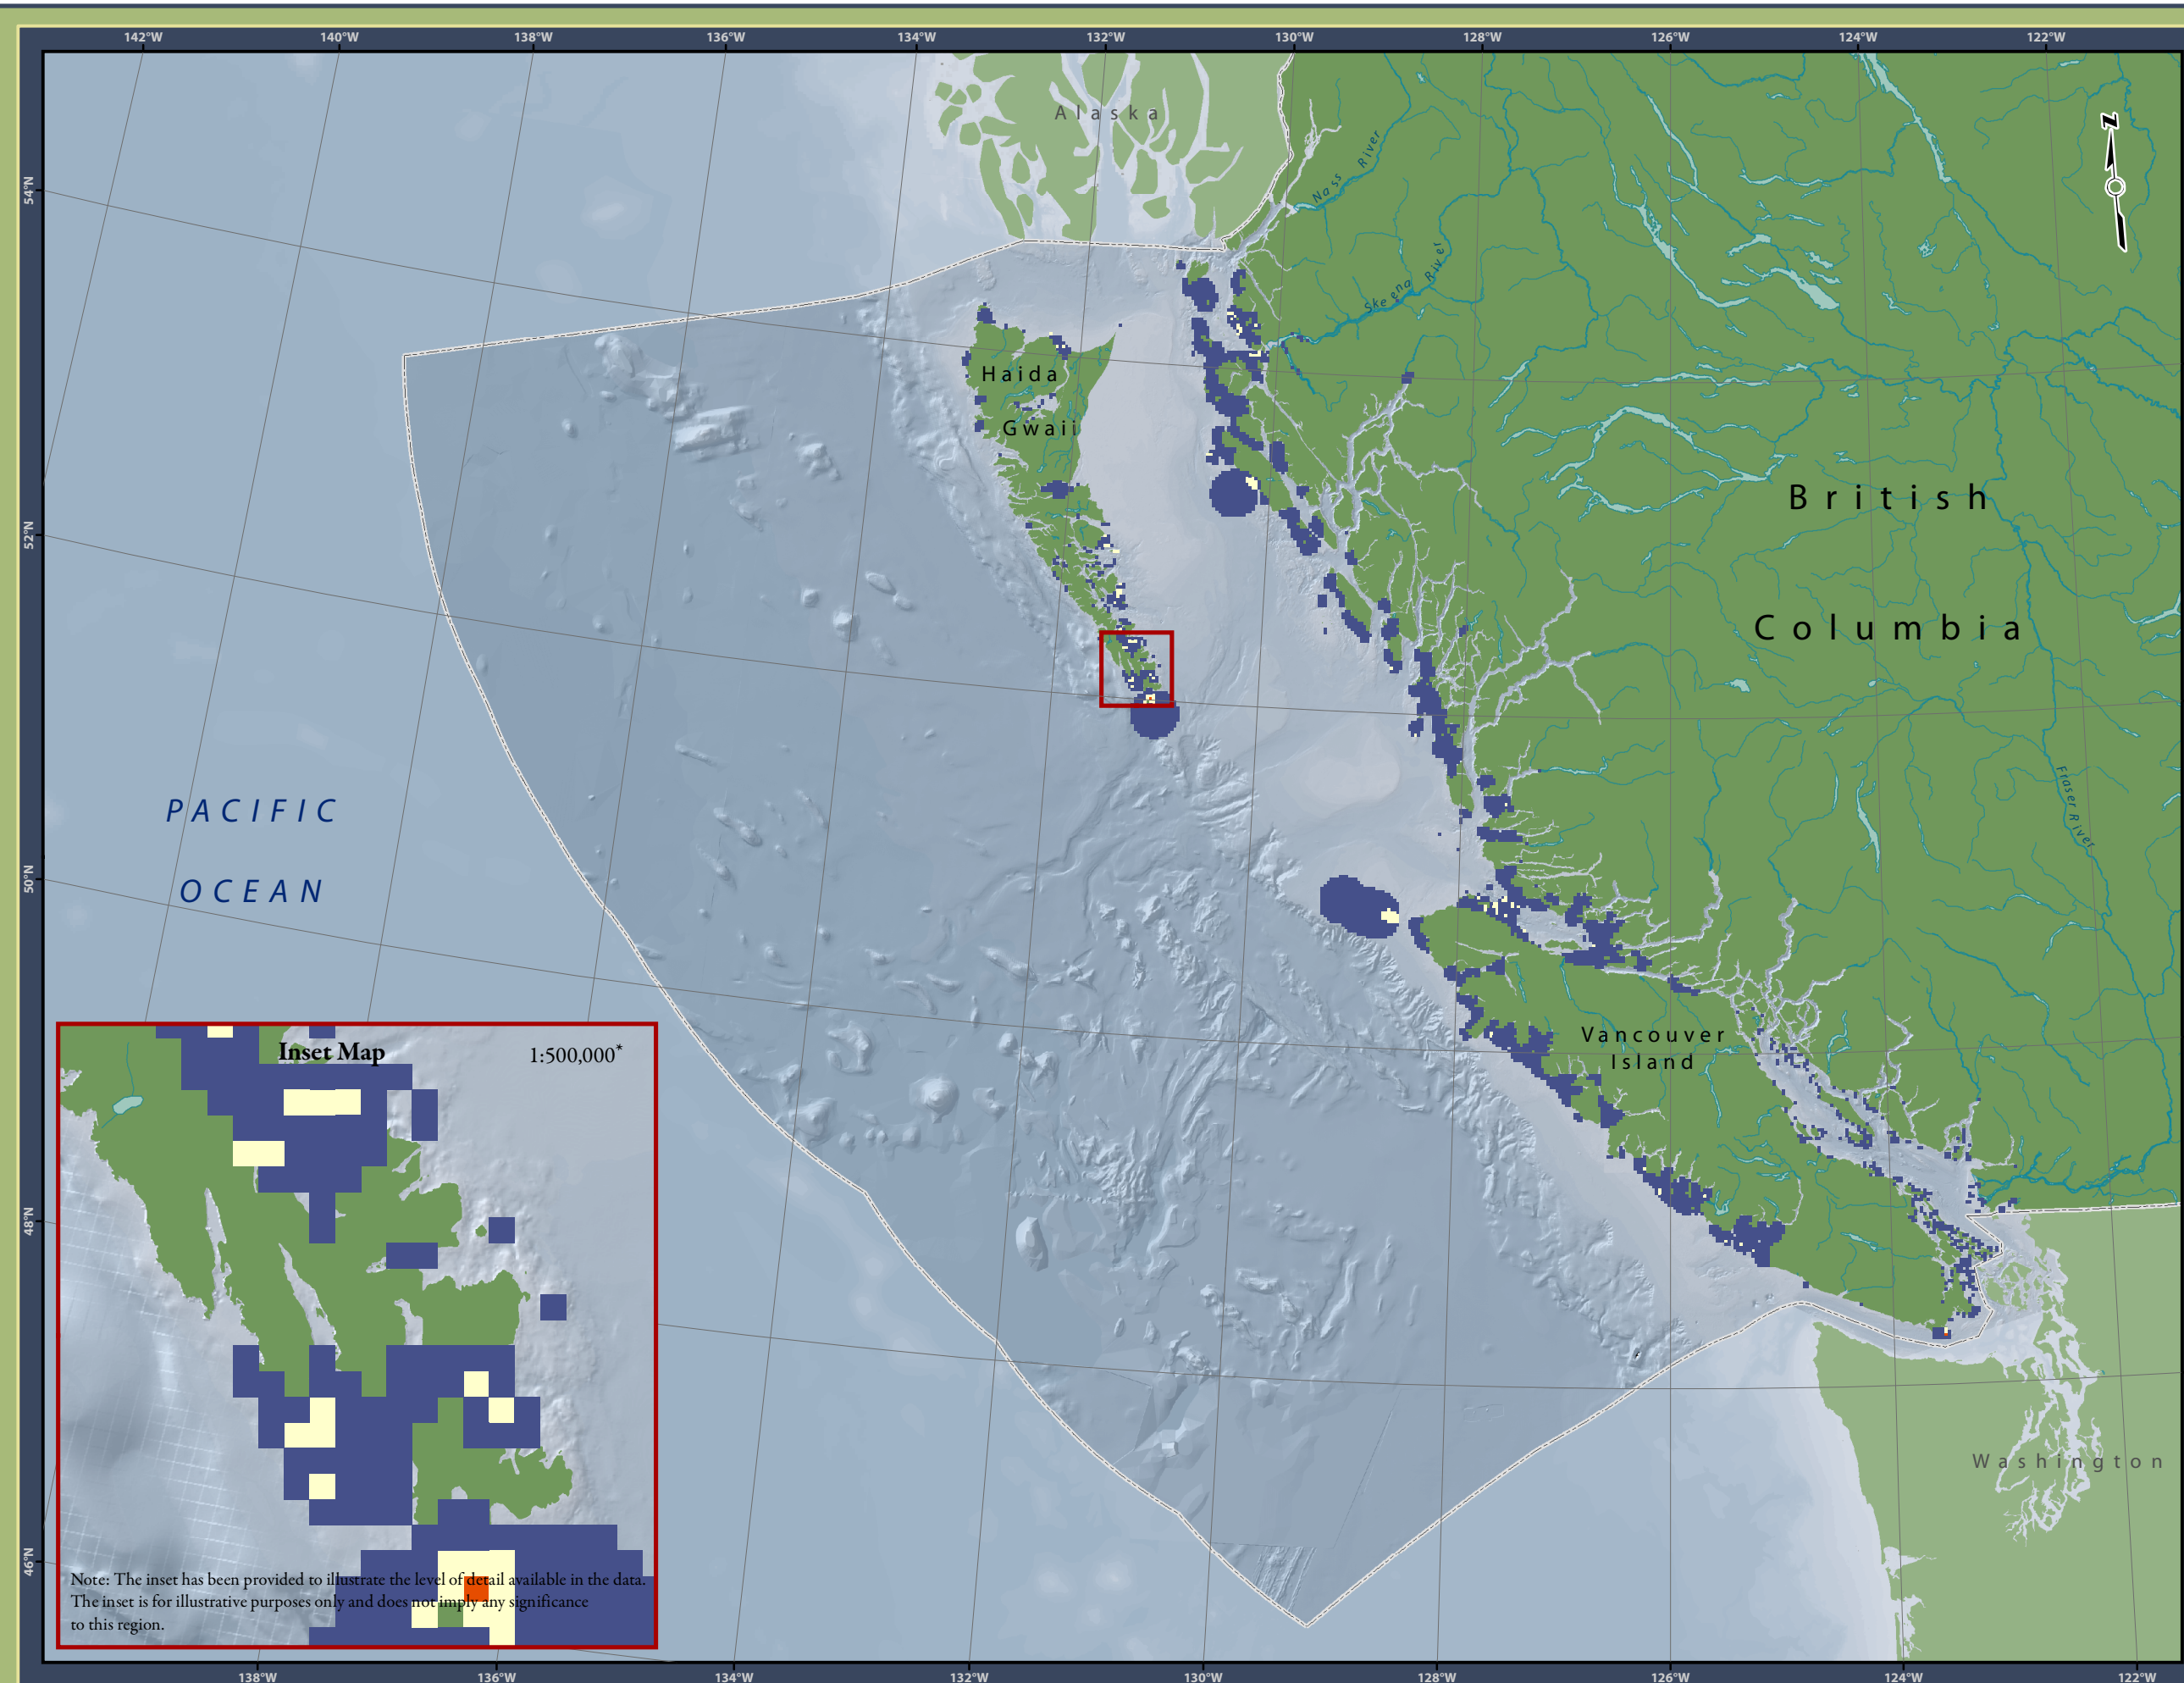 142°W 140°W 138°W 136°W 134°W 132°W 130°W 128°W 126°W 124°W 122°W
Alaska
Nass River
54°N
Skeena River
Haida
Gwaii
British
52°N
Columbia
PACIFIC
Fraser River
50°N
OCEAN
Vancouver
Island
Inset Map
1:500,000*
48°N
Washington
46°N
Note: The inset has been provided to illustrate the level of detail available in the data.
The inset is for illustrative purposes only and does not imply any significance
to this region.
138°W 136°W 134°W 132°W 130°W 128°W 126°W 124°W 122°W
N